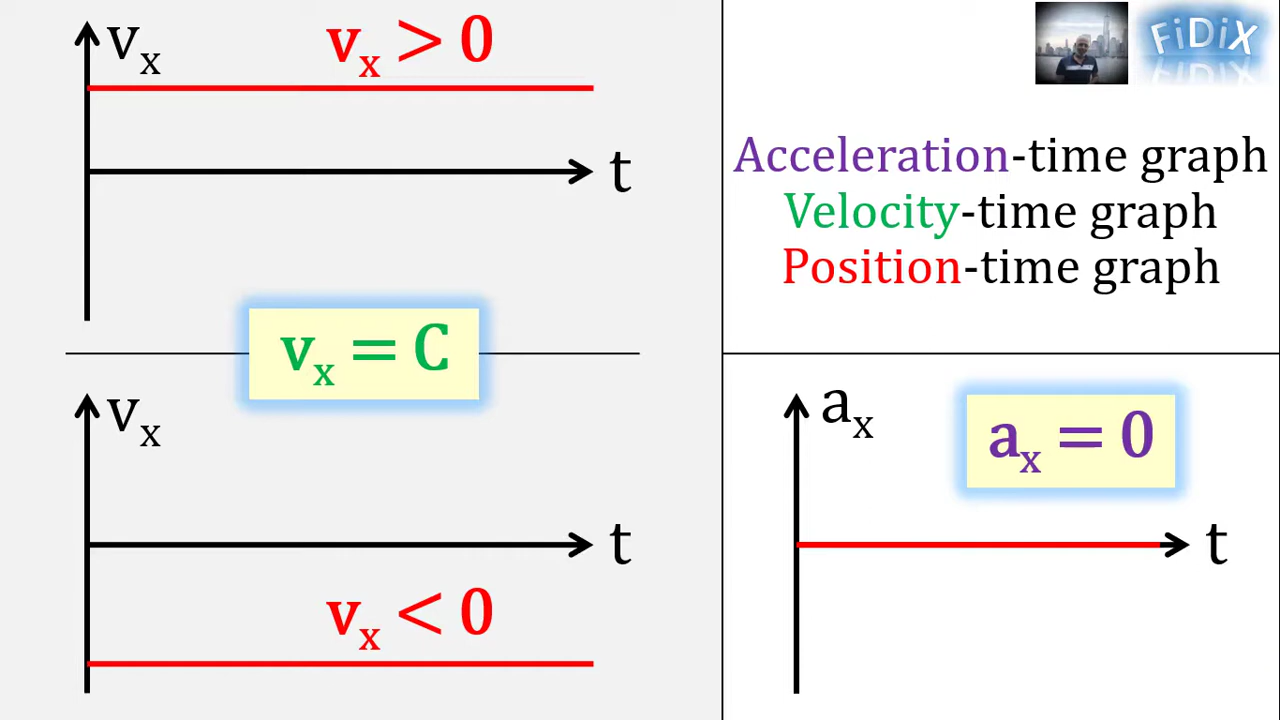 vₓ
vₓ > 0
t
vₓ = C
vₓ
t
vₓ < 0
FiDiX
Acceleration-time graph
Velocity-time graph
Position-time graph
aₓ
aₓ = 0
t